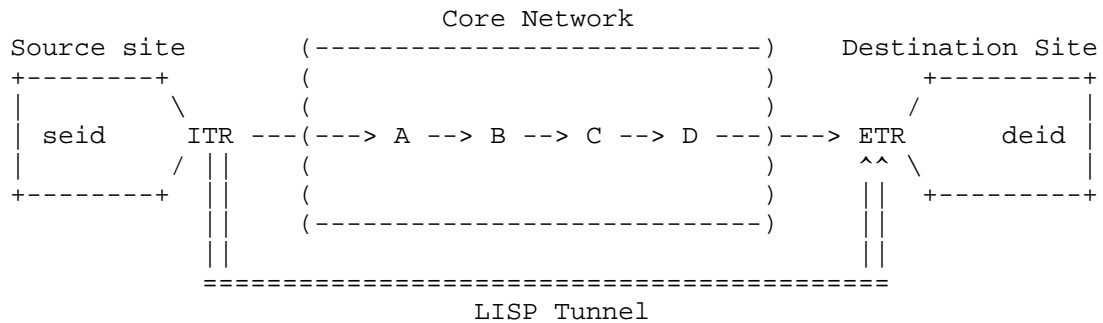 Core Network
Source site       (----------------------------)    Destination Site
+--------+        (                            )         +---------+
|         \       (                            )        /          |
| seid     ITR ---(---> A --> B --> C --> D ---)---> ETR      deid |
|         / ||    (                            )     ^^ \          |
+--------+  ||    (                            )     ||  +---------+
            ||    (----------------------------)     ||
            ||                                       ||
            ===========================================
                             LISP Tunnel